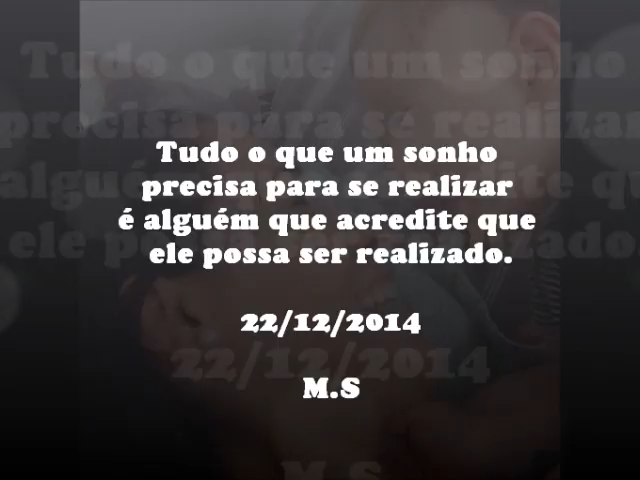 Tudo o que um sonho
precisa para se realizar
é alguém que acredite que
ele possa ser realizado.
22/12/2014
M.S